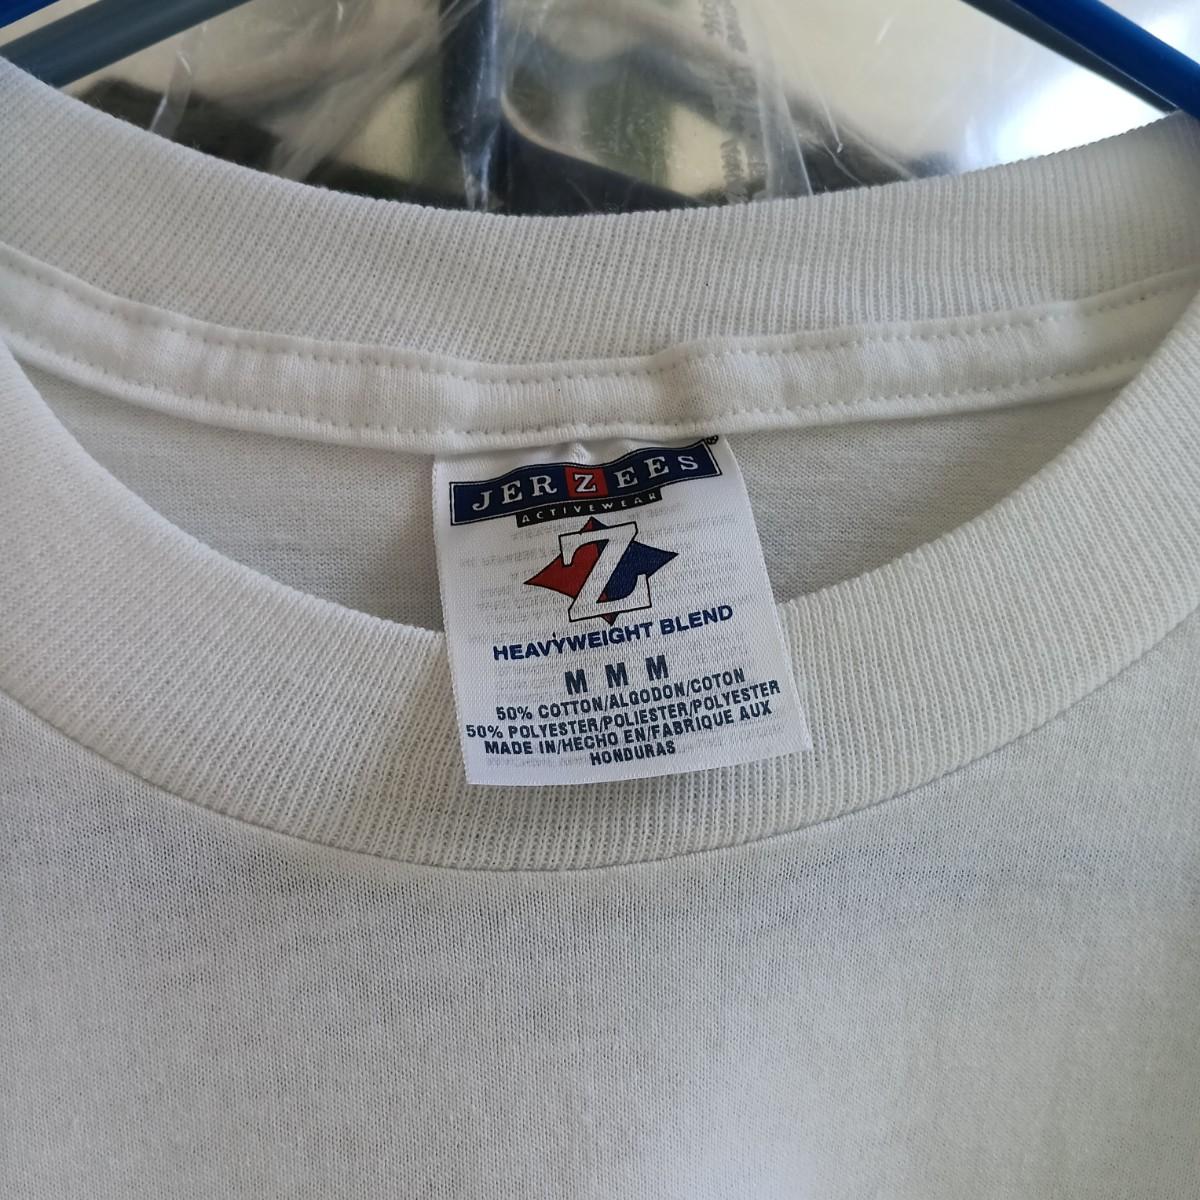 JERZEES®
ACTIVEWEAR
Z
HEAVYWEIGHT BLEND
M M M
50% COTTON/ALGODON/COTON
50% POLYESTER/POLIESTER/POLYESTER
MADE IN/HECHO EN/FABRIQUE AUX
HONDURAS